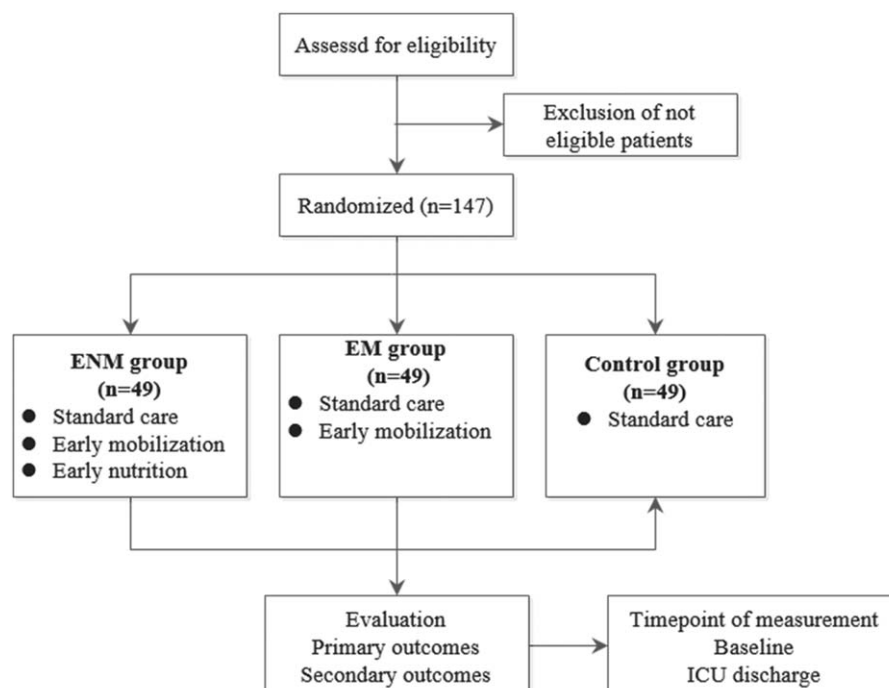 Assessd for eligibility
Exclusion of not
eligible patients
Randomized (n=147)
ENM group
(n=49)
● Standard care
● Early mobilization
● Early nutrition
EM group
(n=49)
● Standard care
● Early mobilization
Control group
(n=49)
● Standard care
Evaluation
Primary outcomes
Secondary outcomes
Timepoint of measurement
Baseline
ICU discharge